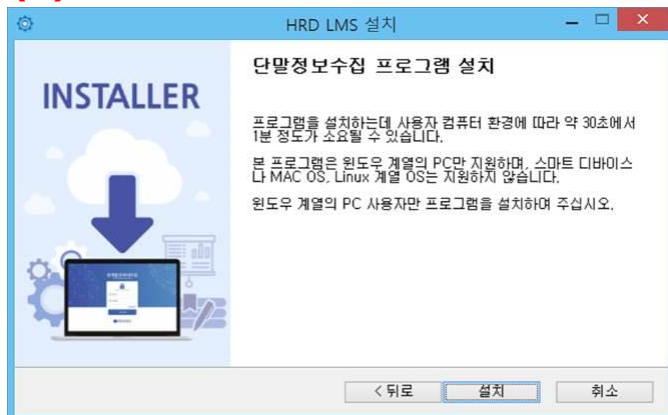 HRD LMS 설치
INSTALLER
단말정보수집 프로그램 설치
프로그램을 설치하는데 사용자 컴퓨터 환경에 따라 약 30초에서
1분 정도가 소요될 수 있습니다.
본 프로그램은 윈도우 계열의 PC만 지원하며, 스마트 디바이스
나 MAC OS, Linux 계열 OS는 지원하지 않습니다.
윈도우 계열의 PC 사용자만 프로그램을 설치하여 주십시오.
< 뒤로
설치
취소